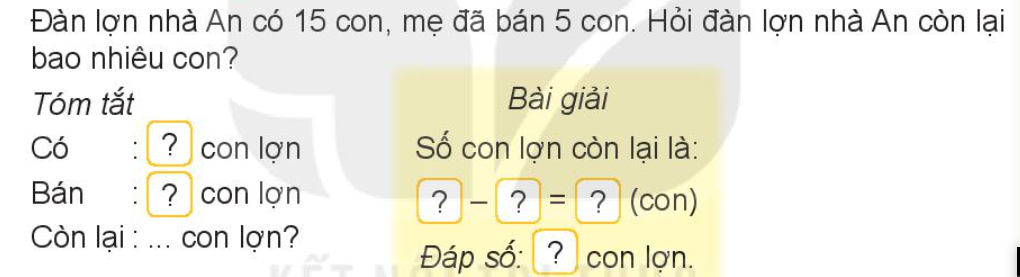 Đàn lợn nhà An có 15 con, mẹ đã bán 5 con. Hỏi đàn lợn nhà An còn lại
bao nhiêu con?
Tóm tắt
Có : ? con lợn
Bán : ? con lợn
Còn lại : ... con lợn?
Bài giải
Số con lợn còn lại là:
? – ? = ? (con)
Đáp số: ? con lợn.